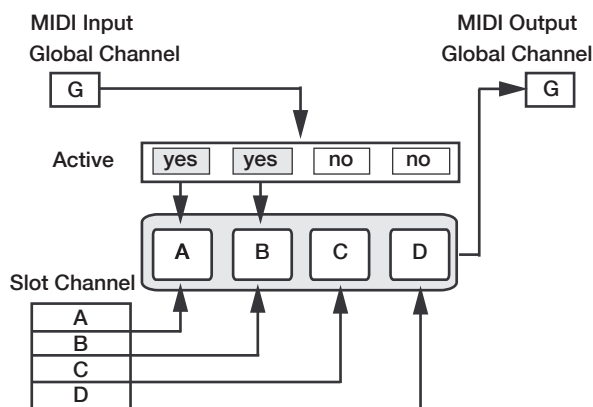 MIDI Input
Global Channel
MIDI Output
Global Channel
G
G
Active
yes
yes
no
no
A
B
C
D
Slot Channel
A
B
C
D